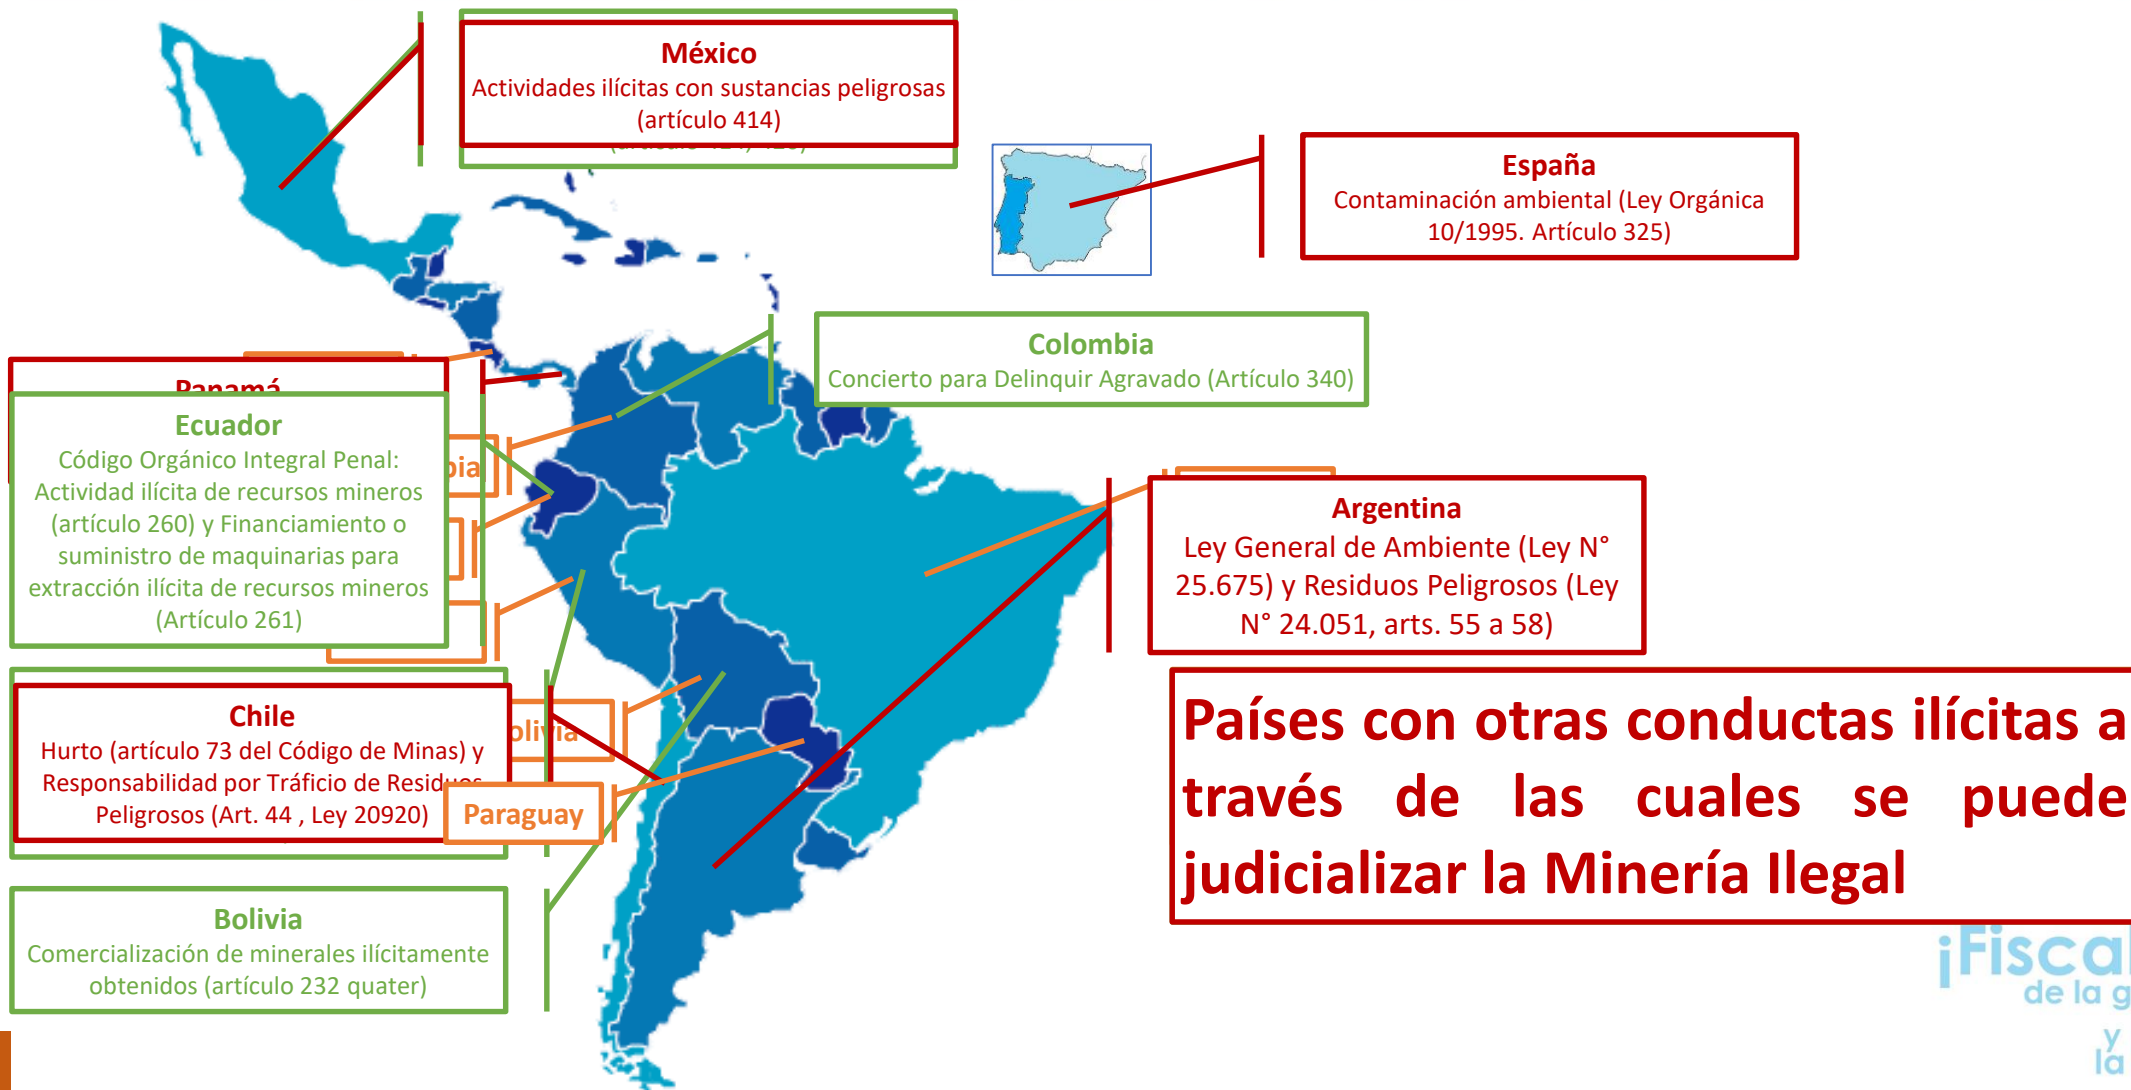 México
Actividades ilícitas con sustancias peligrosas
(artículo 414)
España
Contaminación ambiental (Ley Orgánica
10/1995. Artículo 325)
Colombia
Concierto para Delinquir Agravado (Artículo 340)
Panamá
Ecuador
Código Orgánico Integral Penal:
Actividad ilícita de recursos mineros
(artículo 260) y Financiamiento o
suministro de maquinarias para
extracción ilícita de recursos mineros
(Artículo 261)
bia
Argentina
Ley General de Ambiente (Ley N°
25.675) y Residuos Peligrosos (Ley
N° 24.051, arts. 55 a 58)
Chile
Hurto (artículo 73 del Código de Minas) y
Responsabilidad por Tráficio de Residuos
Peligrosos (Art. 44 , Ley 20920)
olivia
Paraguay
Bolivia
Comercialización de minerales ilícitamente
obtenidos (artículo 232 quater)
Países con otras conductas ilícitas a
través de las cuales se puede
judicializar la Minería Ilegal
¡Fiscal
de la g
y
la